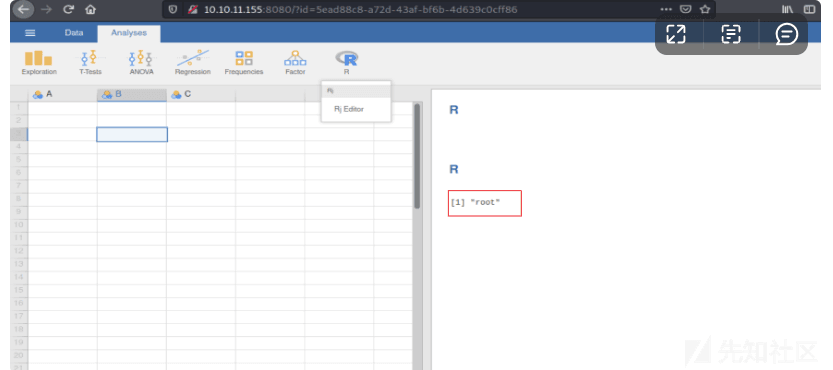 10.10.11.155:8080/?id=5ead88c8-a72d-43af-bf6b-4d639c0cff86
Data Analyses
Exploration T-Tests ANOVA Regression Frequencies Factor R
Rj
Rj Editor
A B C
1
2
3
4
5
6
7
8
9
10
11
12
13
14
15
16
17
18
19
20
21
R
R
[1] "root"
先知社区